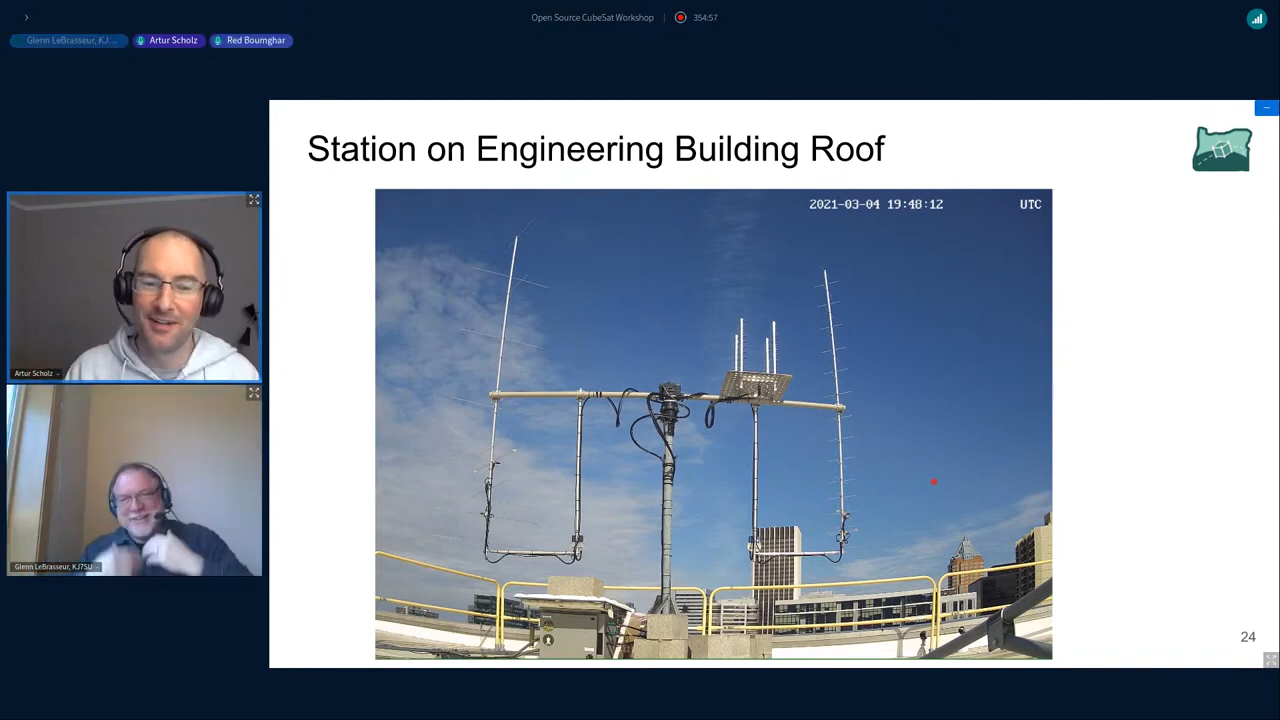 Open Source CubeSat Workshop
354:57
Glenn LeBrasseur, KJ...
Artur Scholz
Red Boumghar
Station on Engineering Building Roof
2021-03-04 19:48:12 UTC
Artur Scholz
Glenn LeBrasseur, KJ7SU
24